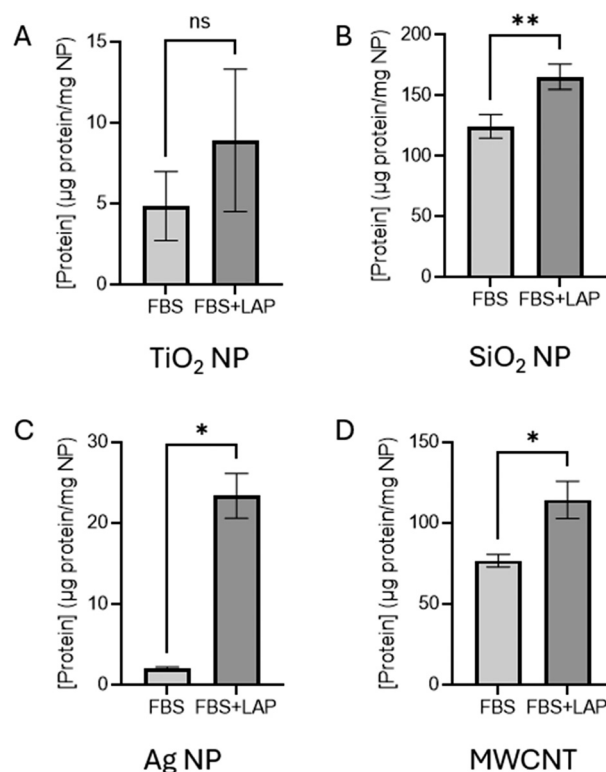 A
ns
[Protein] (µg protein/mg NP)
15
10
5
0
FBS FBS+LAP
TiO₂ NP
B
**
[Protein] (µg protein/mg NP)
200
150
100
50
0
FBS FBS+LAP
SiO₂ NP
C
*
[Protein] (µg protein/mg NP)
30
20
10
0
FBS FBS+LAP
Ag NP
D
*
[Protein] (µg protein/mg NP)
150
100
50
0
FBS FBS+LAP
MWCNT